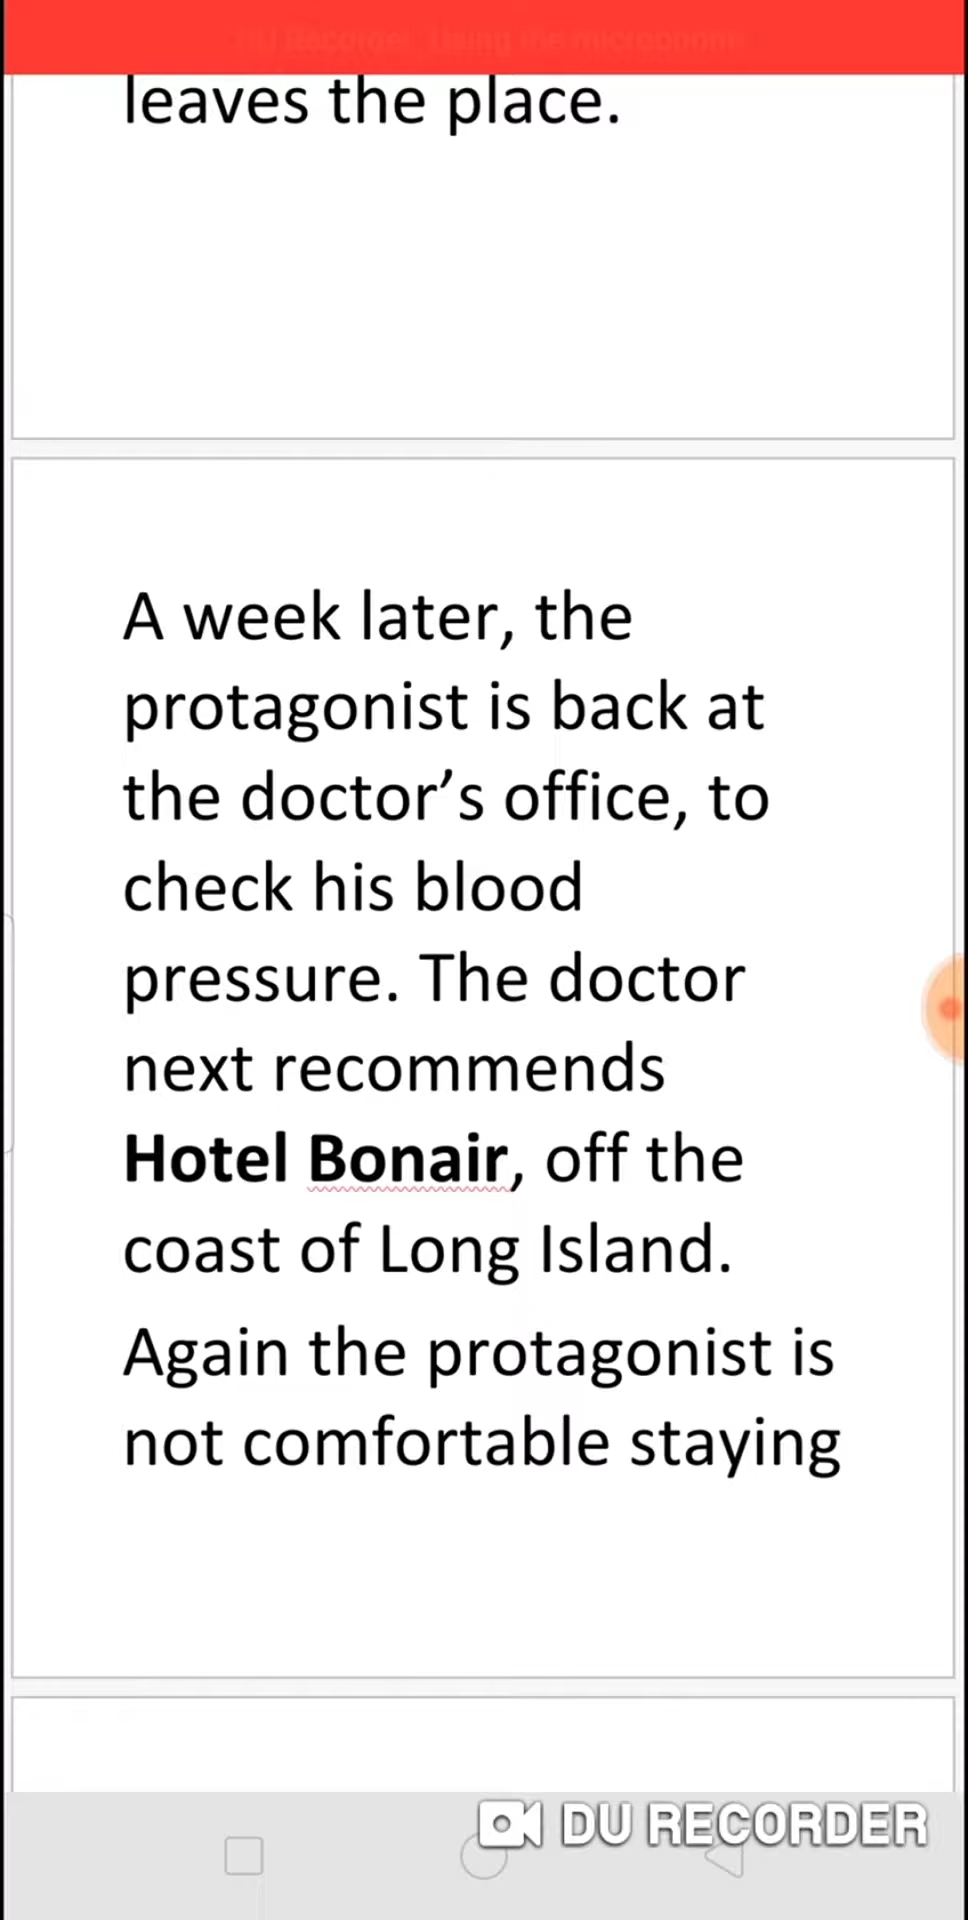 leaves the place.
A week later, the
protagonist is back at
the doctor’s office, to
check his blood
pressure. The doctor
next recommends
Hotel Bonair, off the
coast of Long Island.
Again the protagonist is
not comfortable staying
DU RECORDER